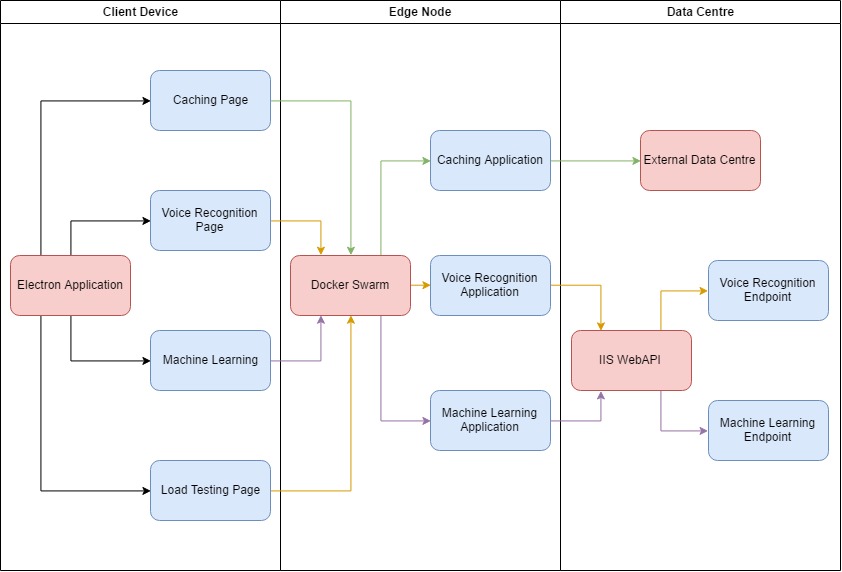 Client Device
Edge Node
Data Centre
Caching Page
Voice Recognition
Page
Electron Application
Machine Learning
Load Testing Page
Docker Swarm
Caching Application
Voice Recognition
Application
Machine Learning
Application
External Data Centre
IIS WebAPI
Voice Recognition
Endpoint
Machine Learning
Endpoint